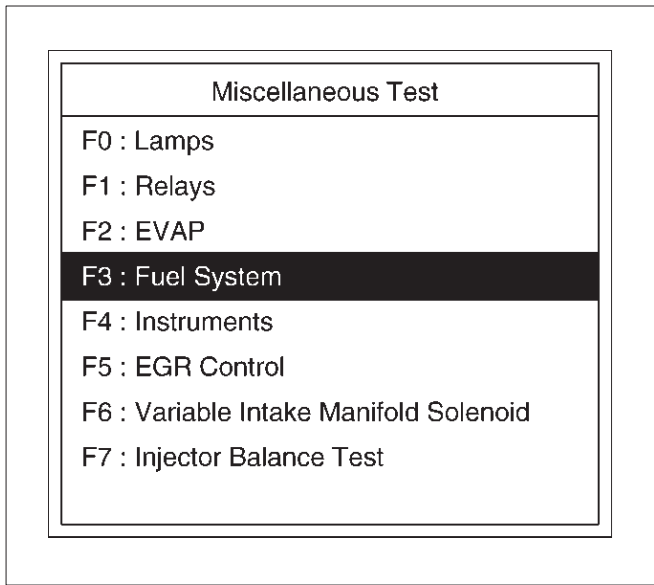 Miscellaneous Test
F0 : Lamps
F1 : Relays
F2 : EVAP
F3 : Fuel System
F4 : Instruments
F5 : EGR Control
F6 : Variable Intake Manifold Solenoid
F7 : Injector Balance Test